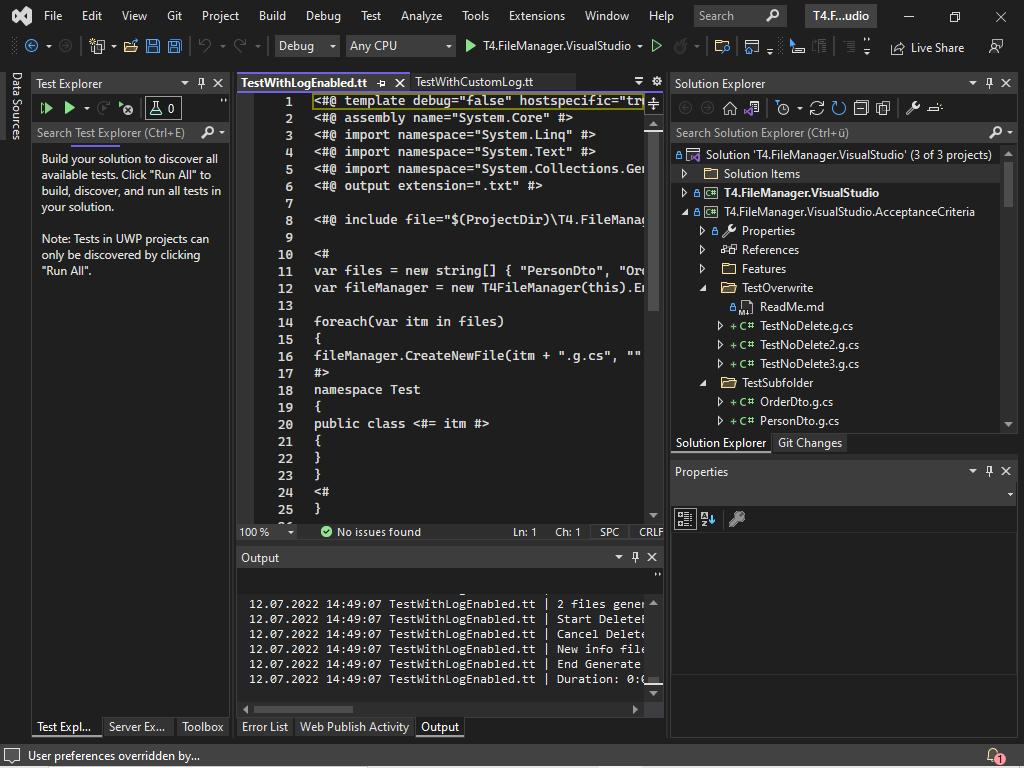 File Edit View Git Project Build Debug Test Analyze Tools Extensions Window Help Search T4.F...udio
Debug Any CPU T4.FileManager.VisualStudio Live Share
Data Sources
Test Explorer
0
Search Test Explorer (Ctrl+E)
Build your solution to discover all
available tests. Click "Run All" to
build, discover, and run all tests in
your solution.
Note: Tests in UWP projects can
only be discovered by clicking
"Run All".
Test Expl... Server Ex... Toolbox
TestWithLogEnabled.tt TestWithCustomLog.tt
1 <#@ template debug="false" hostspecific="tr
2 <#@ assembly name="System.Core" #>
3 <#@ import namespace="System.Linq" #>
4 <#@ import namespace="System.Text" #>
5 <#@ import namespace="System.Collections.Ge
6 <#@ output extension=".txt" #>
7
8 <#@ include file="$(ProjectDir)\T4.FileMana
9
10 <#
11 var files = new string[] { "PersonDto", "Or
12 var fileManager = new T4FileManager(this).E
13
14 foreach(var itm in files)
15 {
16 fileManager.CreateNewFile(itm + ".g.cs", ""
17 #>
18 namespace Test
19 {
20 public class <#= itm #>
21 {
22 }
23 }
24 <#
25 }
100 % No issues found Ln: 1 Ch: 1 SPC CRLF
Output
12.07.2022 14:49:07 TestWithLogEnabled.tt | 2 files gener
12.07.2022 14:49:07 TestWithLogEnabled.tt | Start Delete
12.07.2022 14:49:07 TestWithLogEnabled.tt | Cancel Delete
12.07.2022 14:49:07 TestWithLogEnabled.tt | New info file
12.07.2022 14:49:07 TestWithLogEnabled.tt | End Generate
12.07.2022 14:49:07 TestWithLogEnabled.tt | Duration: 0:
Error List Web Publish Activity Output
Solution Explorer
Search Solution Explorer (Ctrl+ü)
Solution 'T4.FileManager.VisualStudio' (3 of 3 projects)
Solution Items
C# T4.FileManager.VisualStudio
C# T4.FileManager.VisualStudio.AcceptanceCriteria
Properties
References
Features
TestOverwrite
ReadMe.md
+ C# TestNoDelete.g.cs
+ C# TestNoDelete2.g.cs
+ C# TestNoDelete3.g.cs
TestSubfolder
+ C# OrderDto.g.cs
+ C# PersonDto.g.cs
Solution Explorer Git Changes
Properties
User preferences overridden by... 1